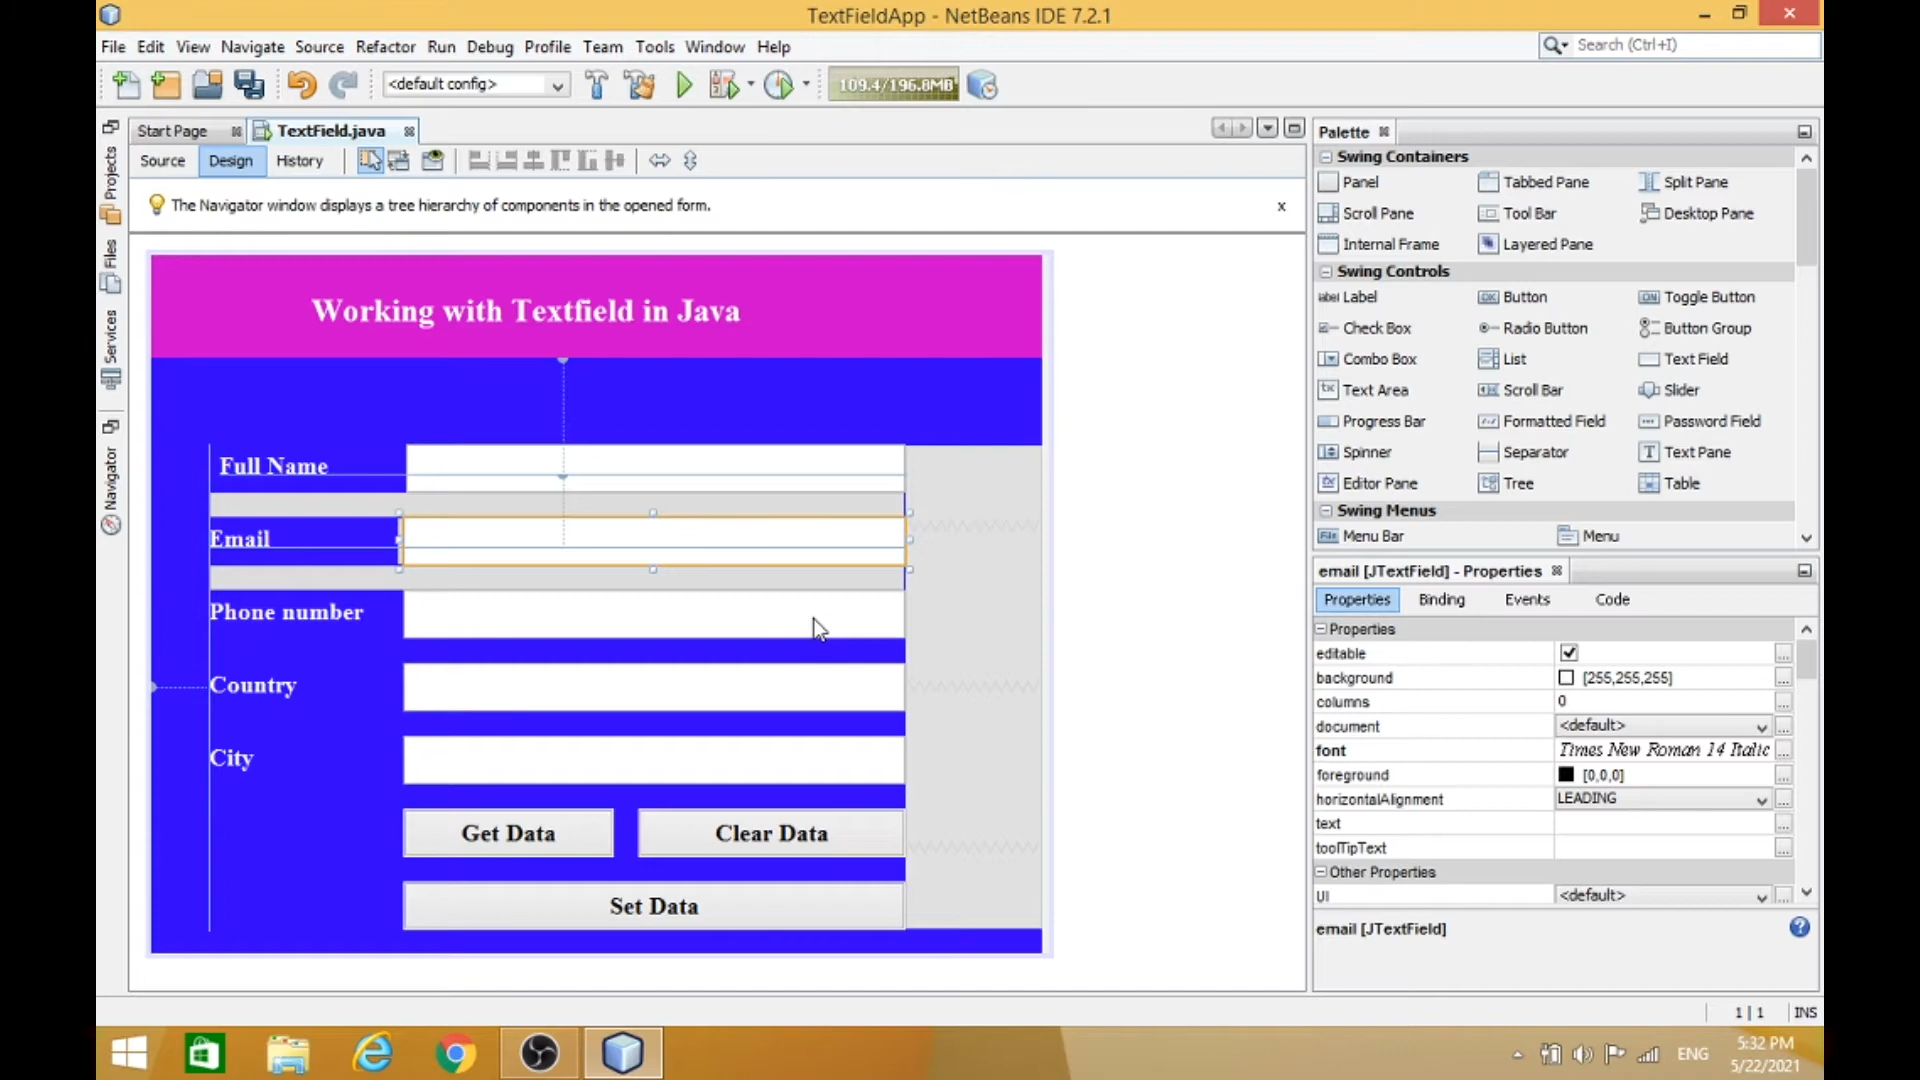 TextFieldApp - NetBeans IDE 7.2.1
File Edit View Navigate Source Refactor Run Debug Profile Team Tools Window Help
Search (Ctrl+I)
<default config>
109.4/196.8MB
Start Page TextField.java
Source Design History
The Navigator window displays a tree hierarchy of components in the opened form. x
Projects
Files
Services
Navigator
Working with Textfield in Java
Full Name
Email
Phone number
Country
City
Get Data Clear Data
Set Data
Palette
Swing Containers
Panel Tabbed Pane Split Pane
Scroll Pane Tool Bar Desktop Pane
Internal Frame Layered Pane
Swing Controls
label Label OK Button ON Toggle Button
Check Box Radio Button Button Group
Combo Box List Text Field
Text Area Scroll Bar Slider
Progress Bar Formatted Field Password Field
Spinner Separator Text Pane
Editor Pane Tree Table
Swing Menus
Menu Bar Menu
email [JTextField] - Properties
Properties Binding Events Code
Properties
editable
background [255,255,255]
columns 0
document <default>
font Times New Roman 14 Italic
foreground [0,0,0]
horizontalAlignment LEADING
text
toolTipText
Other Properties
UI <default>
email [JTextField]
1 | 1 INS
ENG
5:32 PM
5/22/2021